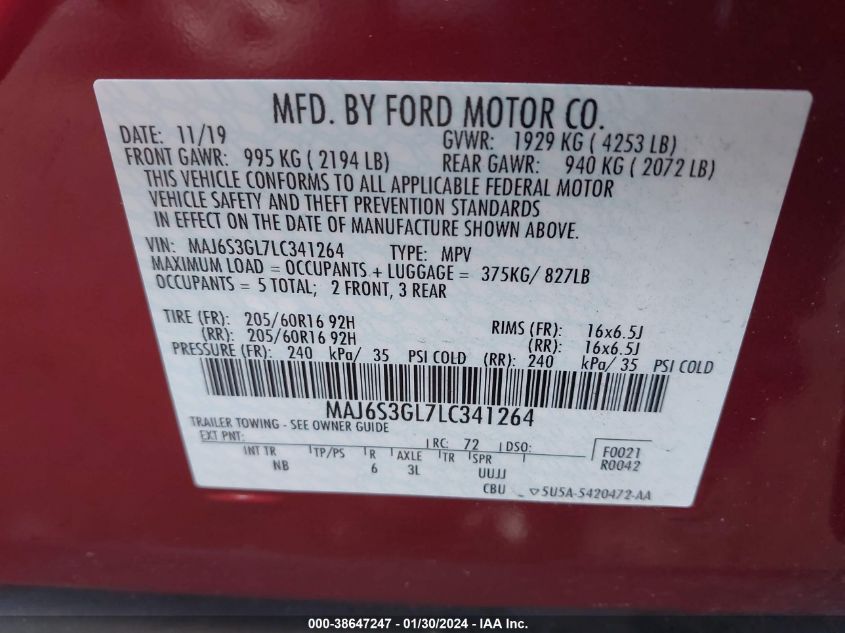 MFD. BY FORD MOTOR CO.
DATE: 11/19 GVWR: 1929 KG ( 4253 LB)
FRONT GAWR: 995 KG ( 2194 LB) REAR GAWR: 940 KG ( 2072 LB)
THIS VEHICLE CONFORMS TO ALL APPLICABLE FEDERAL MOTOR
VEHICLE SAFETY AND THEFT PREVENTION STANDARDS
IN EFFECT ON THE DATE OF MANUFACTURE SHOWN ABOVE.
VIN: MAJ6S3GL7LC341264 TYPE: MPV
MAXIMUM LOAD = OCCUPANTS + LUGGAGE = 375KG/ 827LB
OCCUPANTS = 5 TOTAL; 2 FRONT, 3 REAR
TIRE (FR): 205/60R16 92H RIMS (FR): 16x6.5J
(RR): 205/60R16 92H (RR): 16x6.5J
PRESSURE (FR): 240 kPa/ 35 PSI COLD (RR): 240 kPa/ 35 PSI COLD
MAJ6S3GL7LC341264
TRAILER TOWING - SEE OWNER GUIDE
EXT PNT: RC: 72 DSO: F0021
INT TR TP/PS R AXLE TR SPR R0042
NB 6 3L UUJJ
CBU 5U5A-5420472-AA
000-38647247 - 01/30/2024 - IAA Inc.